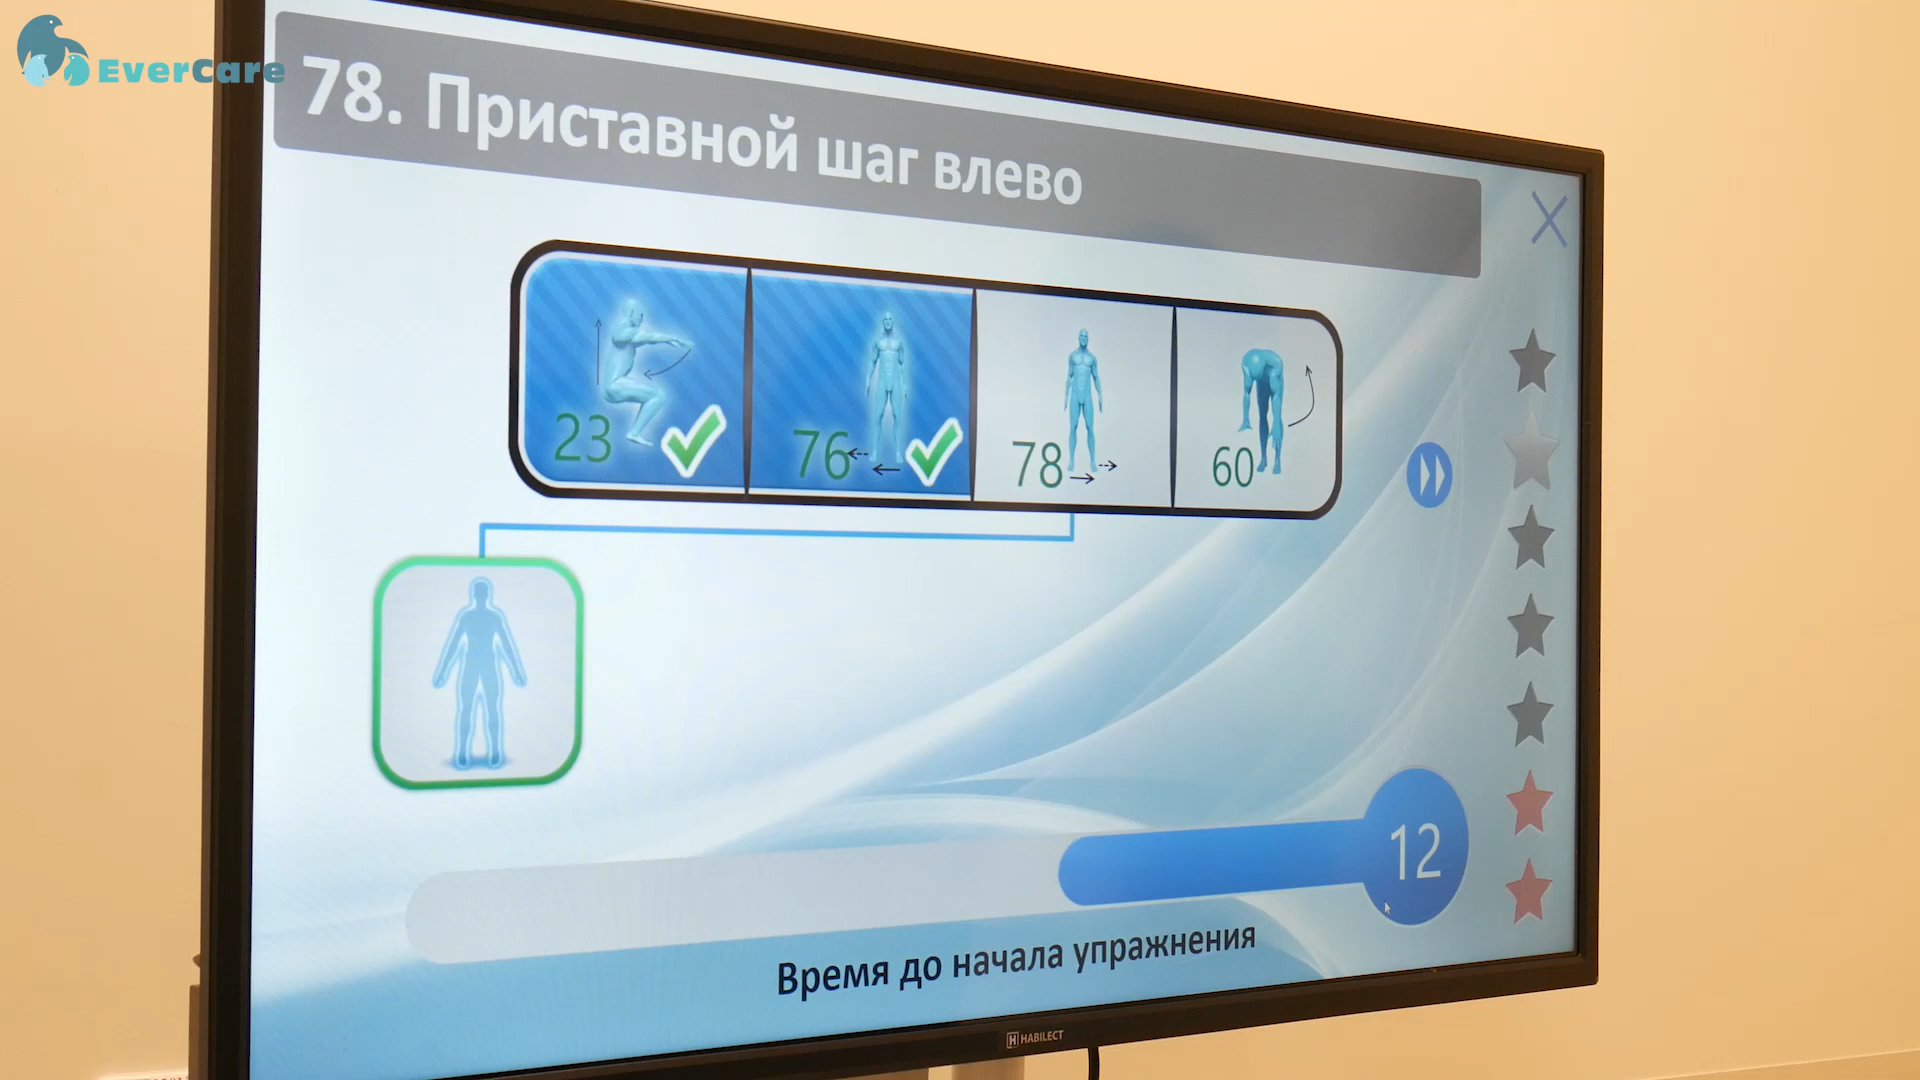 EverCare
78. Приставной шаг влево
23
76
78
60
12
Время до начала упражнения
HABILECT